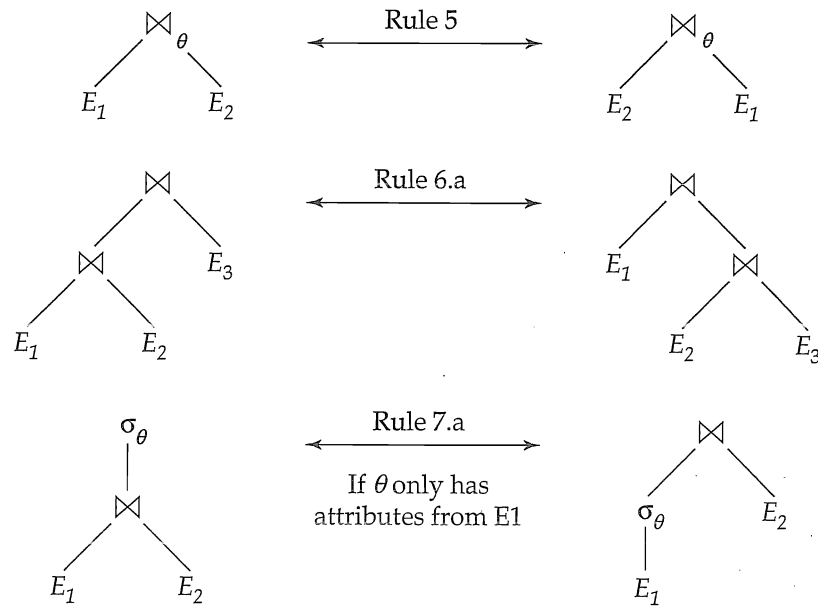 ⋈θ Rule 5 ⋈θ
E1 E2 E2 E1
⋈ Rule 6.a ⋈
⋈ E3 E1 ⋈
E1 E2 E2 E3
σθ Rule 7.a ⋈
If θ only has
attributes from E1
⋈ σθ E2
E1 E2 E1